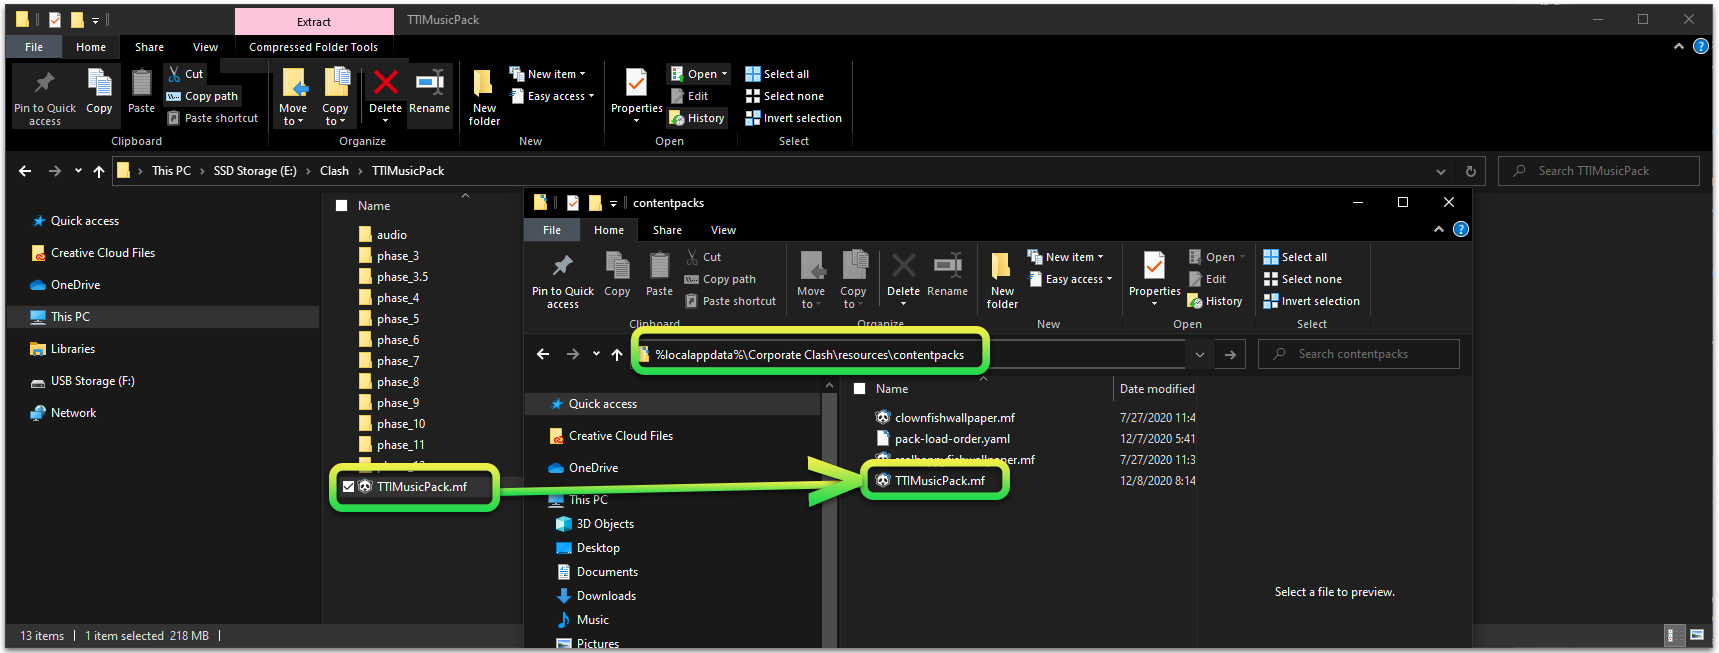 Extract
TTIMusicPack
File
Home
Share
View
Compressed Folder Tools
Pin to Quick access
Copy
Paste
Cut
Copy path
Paste shortcut
Clipboard
Move to
Copy to
Delete
Rename
Organize
New folder
New item
Easy access
New
Properties
Open
Edit
History
Open
Select all
Select none
Invert selection
Select
This PC > SSD Storage (E:) > Clash > TTIMusicPack
Search TTIMusicPack
Quick access
Creative Cloud Files
OneDrive
This PC
Libraries
USB Storage (F:)
Network
Name
audio
phase_3
phase_3.5
phase_4
phase_5
phase_6
phase_7
phase_8
phase_9
phase_10
phase_11
TTIMusicPack.mf
13 items
1 item selected 218 MB
contentpacks
File
Home
Share
View
Pin to Quick access
Copy
Paste
Cut
Copy path
Paste shortcut
Clipboard
Move to
Copy to
Delete
Rename
Organize
New folder
New item
Easy access
New
Properties
Open
Edit
History
Open
Select all
Select none
Invert selection
Select
%localappdata%\Corporate Clash\resources\contentpacks
Search contentpacks
Quick access
Creative Cloud Files
OneDrive
This PC
3D Objects
Desktop
Documents
Downloads
Music
Pictures
Name
Date modified
clownfishwallpaper.mf
7/27/2020 11:4
pack-load-order.yaml
12/7/2020 5:41
7/27/2020 11:3
TTIMusicPack.mf
12/8/2020 8:14
Select a file to preview.